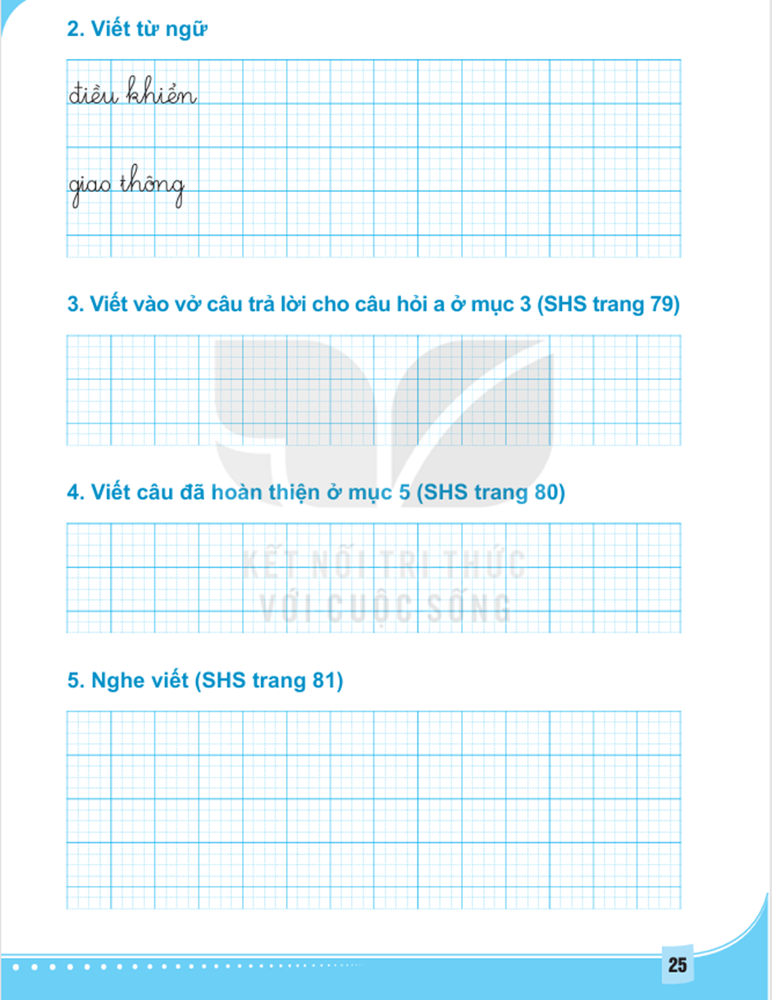 2. Viết từ ngữ
điều khiển
giao thông
3. Viết vào vở câu trả lời cho câu hỏi a ở mục 3 (SHS trang 79)
4. Viết câu đã hoàn thiện ở mục 5 (SHS trang 80)
KẾT NỐI TRI THỨC
VỚI CUỘC SỐNG
5. Nghe viết (SHS trang 81)
25